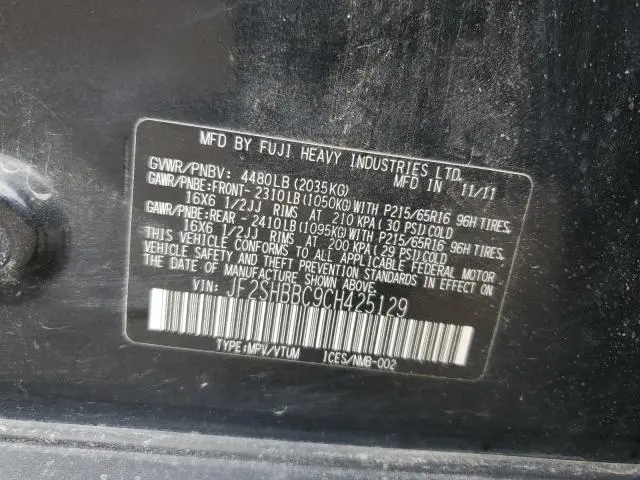 MFD BY FUJI HEAVY INDUSTRIES LTD.
GVWR/PNBV: 4480LB (2035KG) MFD IN 11/11
GAWR/PNBE:FRONT- 2310LB (1050KG) WITH P215/65R16 96H TIRES,
16X6 1/2JJ RIMS AT 210 KPA (30 PSI) COLD
GAWR/PNBE:REAR - 2410LB (1095KG) WITH P215/65R16 96H TIRES,
16X6 1/2JJ RIMS AT 200 KPA (29 PSI) COLD
THIS VEHICLE CONFORMS TO ALL APPLICABLE FEDERAL MOTOR
VEHICLE SAFETY BUMPER, AND THEFT PREVENTION STANDARDS IN EFFECT ON
THE DATE OF MANUFACTURE SHOWN ABOVE.
VIN: JF2SHBBC9CH425129
TYPE:MPV/VTUM ICES/NMB-002